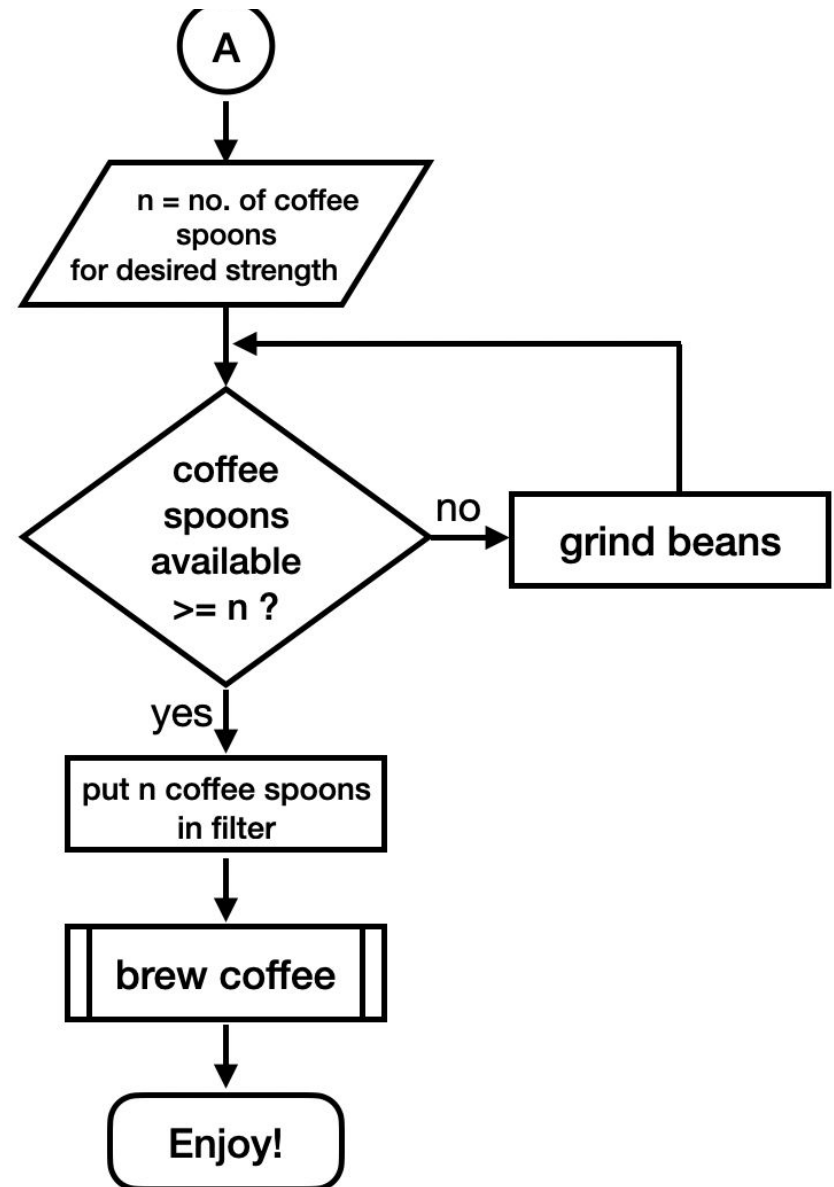 A
n = no. of coffee
spoons
for desired strength
coffee
spoons
available
>= n ?
no
grind beans
yes
put n coffee spoons
in filter
brew coffee
Enjoy!